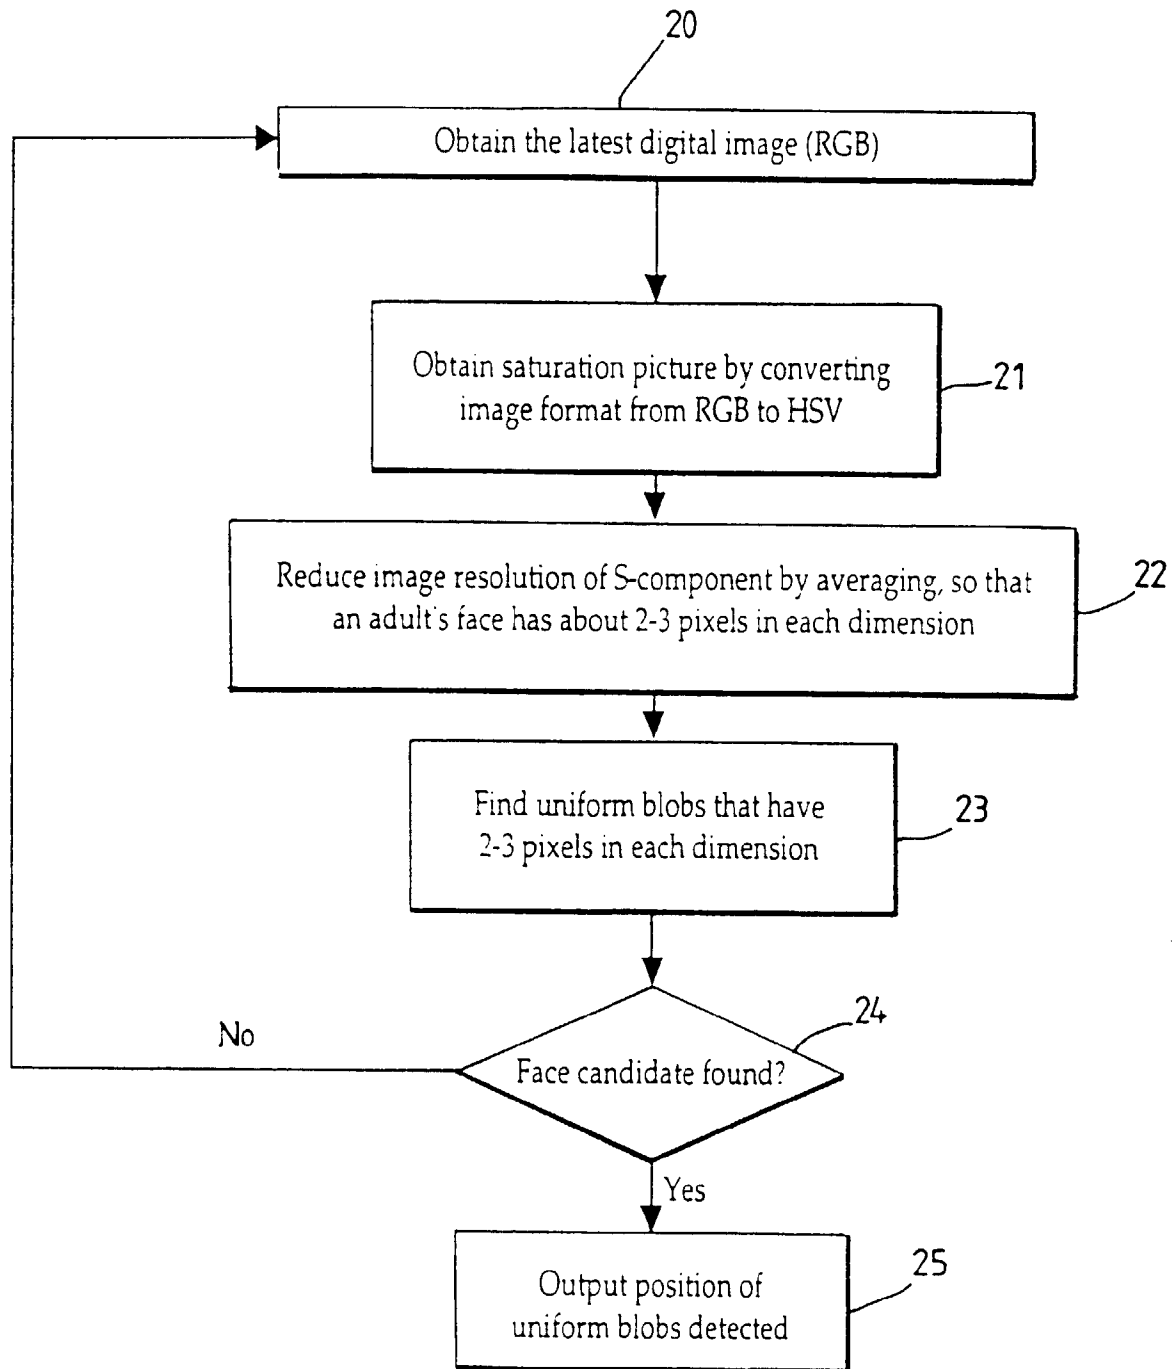 20
Obtain the latest digital image (RGB)
Obtain saturation picture by converting
image format from RGB to HSV
21
Reduce image resolution of S-component by averaging, so that
an adult's face has about 2-3 pixels in each dimension
22
Find uniform blobs that have
2-3 pixels in each dimension
23
24
No
Face candidate found?
Yes
Output position of
uniform blobs detected
25